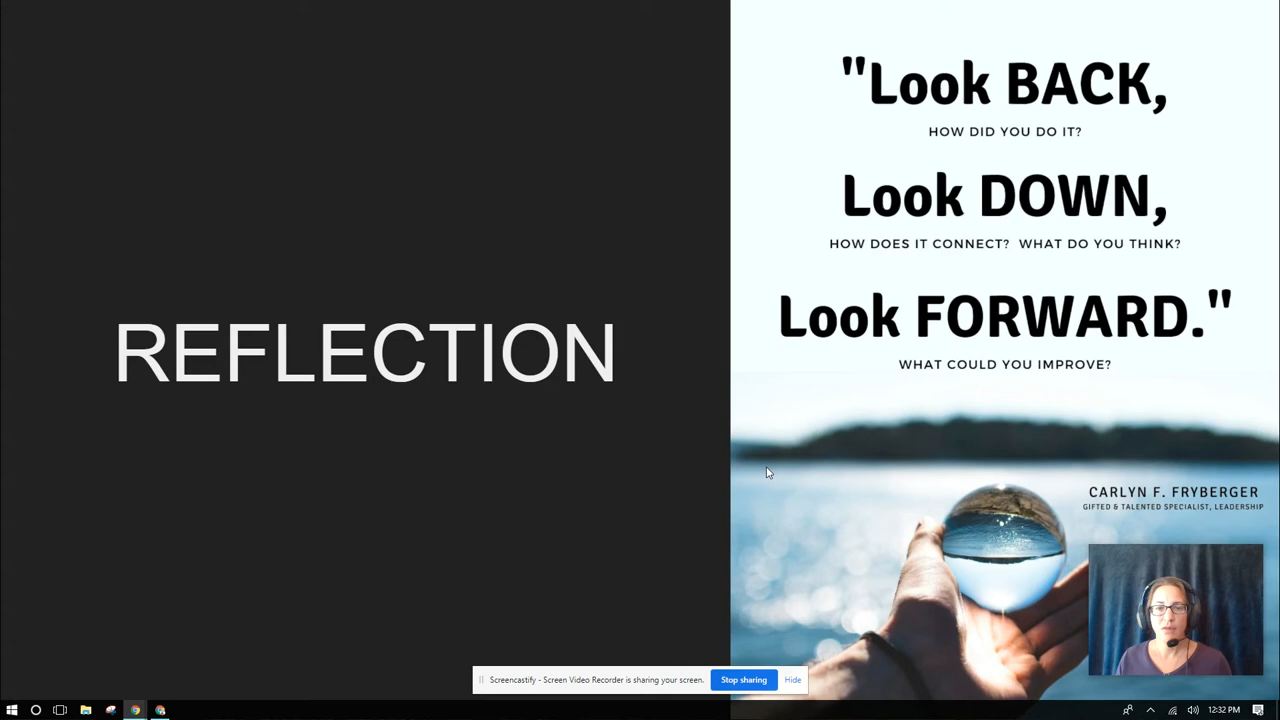 REFLECTION
"Look BACK,
HOW DID YOU DO IT?
Look DOWN,
HOW DOES IT CONNECT? WHAT DO YOU THINK?
Look FORWARD."
WHAT COULD YOU IMPROVE?
CARLYN F. FRYBERGER
GIFTED & TALENTED SPECIALIST, LEADERSHIP
Screencastify - Screen Video Recorder is sharing your screen. Stop sharing Hide
12:32 PM